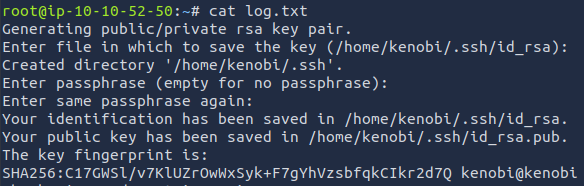 root@ip-10-10-52-50:~# cat log.txt
Generating public/private rsa key pair.
Enter file in which to save the key (/home/kenobi/.ssh/id_rsa):
Created directory '/home/kenobi/.ssh'.
Enter passphrase (empty for no passphrase):
Enter same passphrase again:
Your identification has been saved in /home/kenobi/.ssh/id_rsa.
Your public key has been saved in /home/kenobi/.ssh/id_rsa.pub.
The key fingerprint is:
SHA256:C17GWSl/v7KlUZrOwWxSyk+F7gYhVzsbfqkCIkr2d7Q kenobi@kenobi